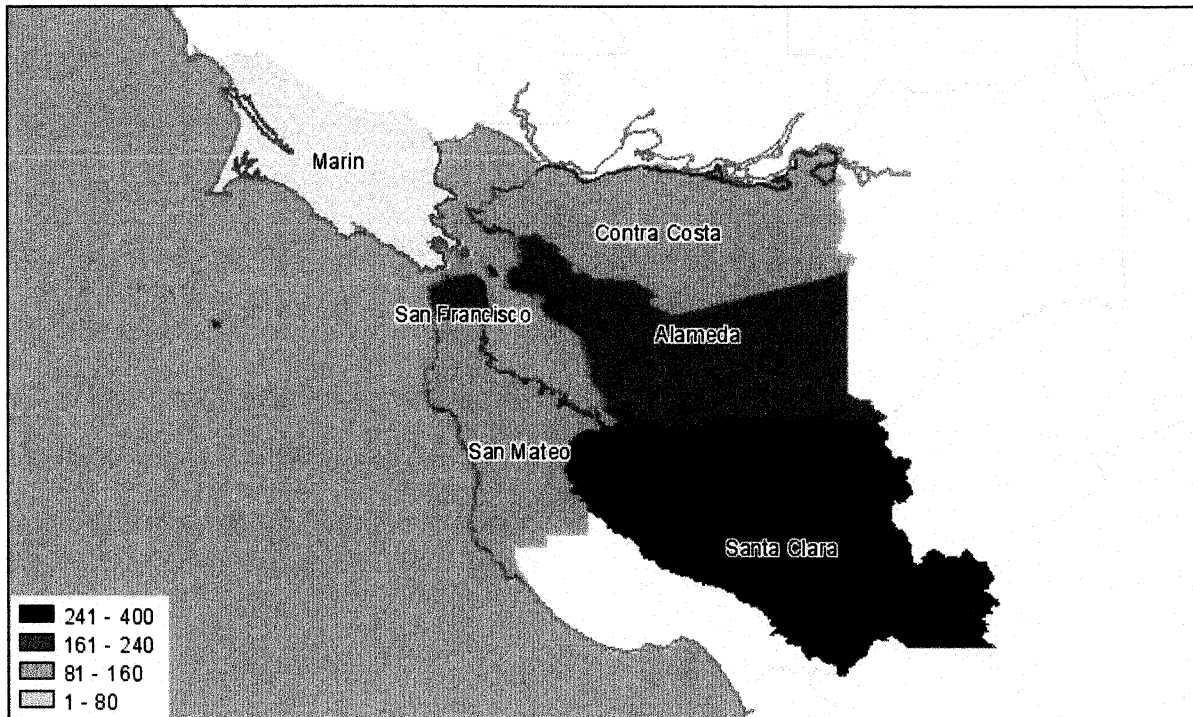 Marin
Contra Costa
San Francisco
Alameda
San Mateo
Santa Clara
241 - 400
161 - 240
81 - 160
1 - 80